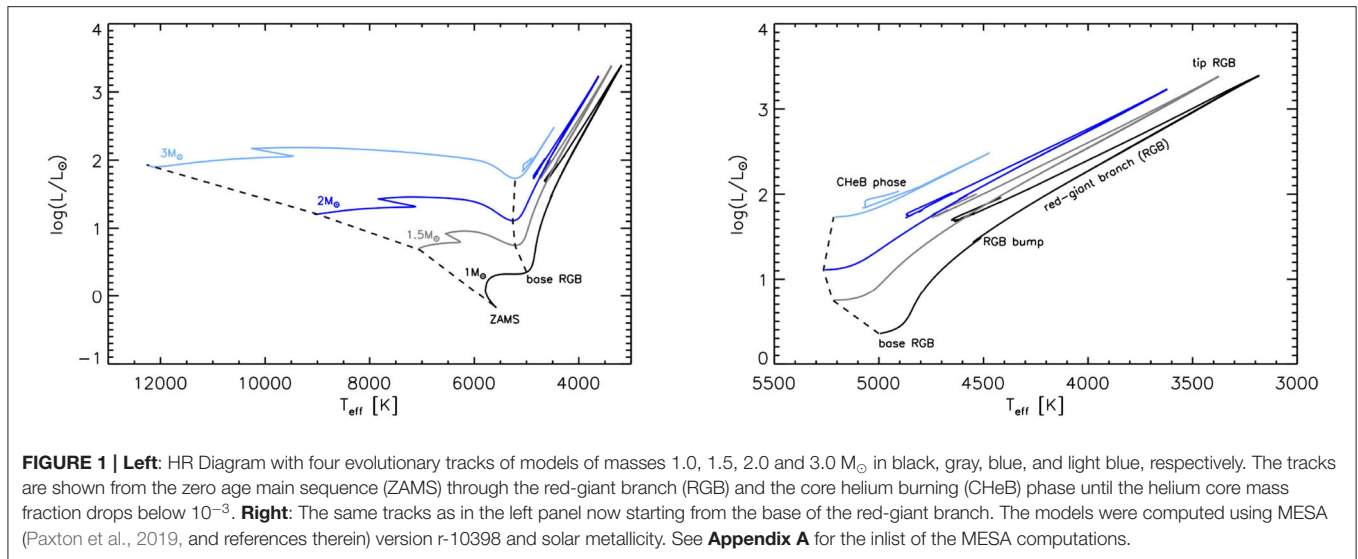 4
3
2
1
0
−1
log(L/L⊙)
12000 10000 8000 6000 4000
Teff [K]
3M⊙
2M⊙
1.5M⊙
1M⊙
base RGB
ZAMS
4
3
2
1
0
log(L/L⊙)
5500 5000 4500 4000 3500 3000
Teff [K]
tip RGB
CHeB phase
red-giant branch (RGB)
RGB bump
base RGB
FIGURE 1 | Left: HR Diagram with four evolutionary tracks of models of masses 1.0, 1.5, 2.0 and 3.0 M⊙ in black, gray, blue, and light blue, respectively. The tracks
are shown from the zero age main sequence (ZAMS) through the red-giant branch (RGB) and the core helium burning (CHeB) phase until the helium core mass
fraction drops below 10⁻³. Right: The same tracks as in the left panel now starting from the base of the red-giant branch. The models were computed using MESA
(Paxton et al., 2019, and references therein) version r-10398 and solar metallicity. See Appendix A for the inlist of the MESA computations.